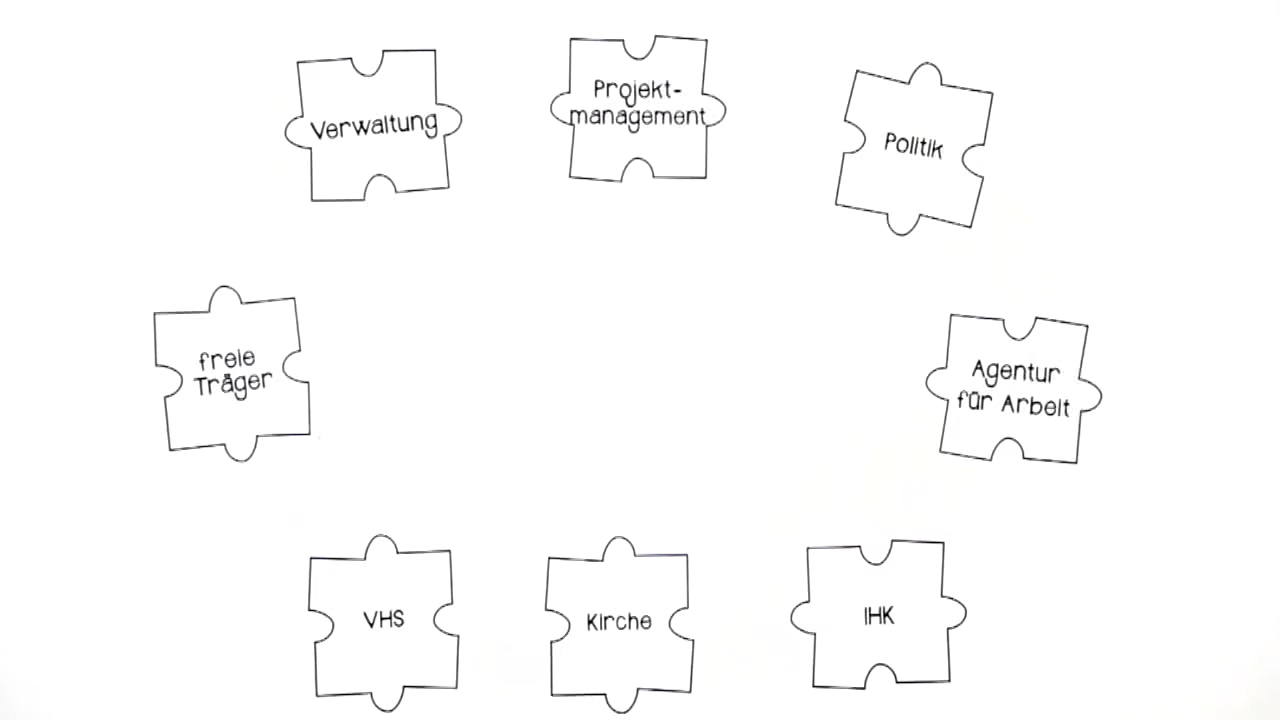 Verwaltung
Projekt-
management
Politik
freie
Träger
Agentur
für Arbeit
VHS
Kirche
IHK